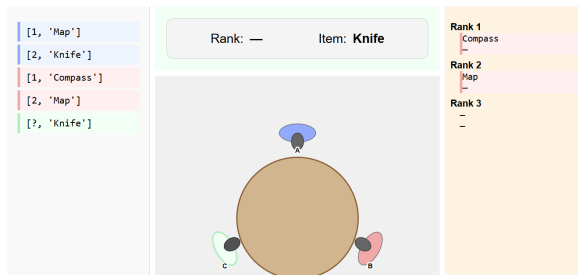 [1, 'Map']
[2, 'Knife']
[1, 'Compass']
[2, 'Map']
[?, 'Knife']
Rank: — Item: Knife
A
C
B
Rank 1
Compass
—
Rank 2
Map
—
Rank 3
—
—